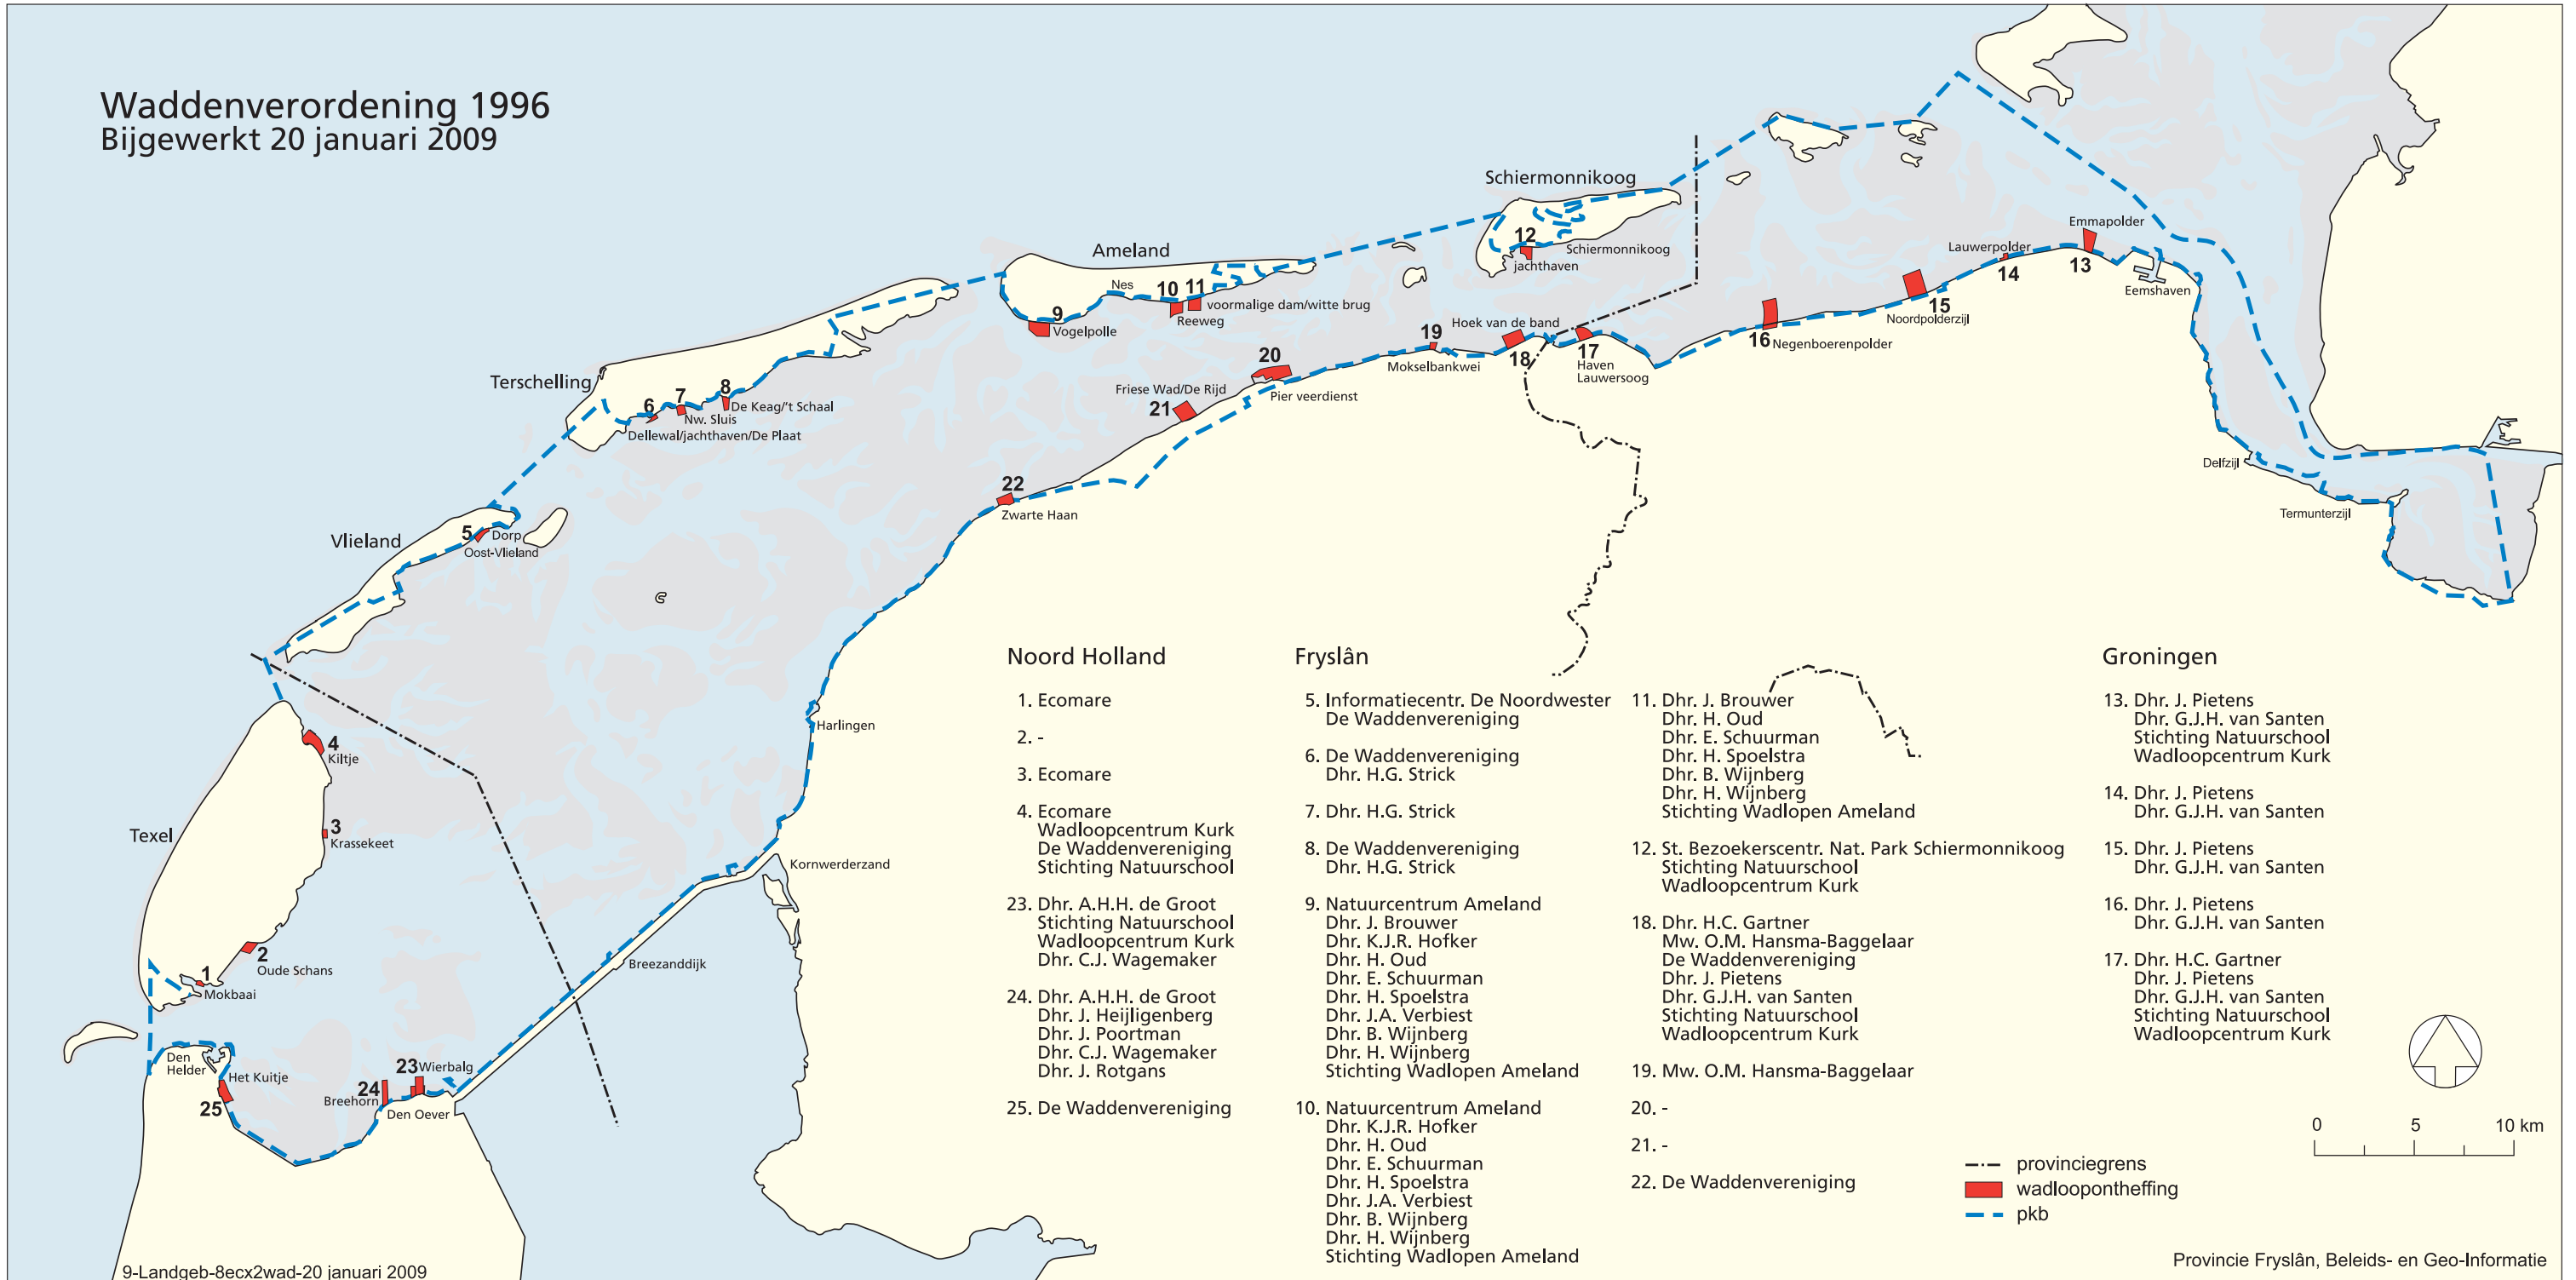 Waddenverordening 1996
Bijgewerkt 20 januari 2009
Schiermonnikoog
Ameland
Terschelling
Vlieland
Texel
12
Schiermonnikoog
jachthaven
Emmapolder
13
Lauwerpolder
14
Eemshaven
15
Noordpolderzijl
16
Negenboerenpolder
Nes
10
11
voormalige dam/witte brug
Reeweg
9
Vogelpolle
19
Mokselbankwei
Hoek van de band
18
17
Haven
Lauwersoog
20
Pier veerdienst
Friese Wad/De Rijd
21
6
7
8
De Keag/'t Schaal
Nw. Sluis
Dellewal/jachthaven/De Plaat
22
Zwarte Haan
Delfzijl
Termunterzijl
5
Dorp
Oost-Vlieland
Harlingen
4
Kiltje
3
Krassekeet
Kornwerderzand
2
Oude Schans
1
Mokbaai
Breezanddijk
Den
Helder
Het Kuitje
25
24
Breehorn
23
Wierbalg
Den Oever
Noord Holland
1. Ecomare
2. -
3. Ecomare
4. Ecomare
Wadloopcentrum Kurk
De Waddenvereniging
Stichting Natuurschool
23. Dhr. A.H.H. de Groot
Stichting Natuurschool
Wadloopcentrum Kurk
Dhr. C.J. Wagemaker
24. Dhr. A.H.H. de Groot
Dhr. J. Heijligenberg
Dhr. J. Poortman
Dhr. C.J. Wagemaker
Dhr. J. Rotgans
25. De Waddenvereniging
Fryslân
5. Informatiecentr. De Noordwester
De Waddenvereniging
6. De Waddenvereniging
Dhr. H.G. Strick
7. Dhr. H.G. Strick
8. De Waddenvereniging
Dhr. H.G. Strick
9. Natuurcentrum Ameland
Dhr. J. Brouwer
Dhr. K.J.R. Hofker
Dhr. H. Oud
Dhr. E. Schuurman
Dhr. H. Spoelstra
Dhr. J.A. Verbiest
Dhr. B. Wijnberg
Dhr. H. Wijnberg
Stichting Wadlopen Ameland
10. Natuurcentrum Ameland
Dhr. K.J.R. Hofker
Dhr. H. Oud
Dhr. E. Schuurman
Dhr. H. Spoelstra
Dhr. J.A. Verbiest
Dhr. B. Wijnberg
Dhr. H. Wijnberg
Stichting Wadlopen Ameland
11. Dhr. J. Brouwer
Dhr. H. Oud
Dhr. E. Schuurman
Dhr. H. Spoelstra
Dhr. B. Wijnberg
Dhr. H. Wijnberg
Stichting Wadlopen Ameland
12. St. Bezoekerscentr. Nat. Park Schiermonnikoog
Stichting Natuurschool
Wadloopcentrum Kurk
18. Dhr. H.C. Gartner
Mw. O.M. Hansma-Baggelaar
De Waddenvereniging
Dhr. J. Pietens
Dhr. G.J.H. van Santen
Stichting Natuurschool
Wadloopcentrum Kurk
19. Mw. O.M. Hansma-Baggelaar
20. -
21. -
22. De Waddenvereniging
Groningen
13. Dhr. J. Pietens
Dhr. G.J.H. van Santen
Stichting Natuurschool
Wadloopcentrum Kurk
14. Dhr. J. Pietens
Dhr. G.J.H. van Santen
15. Dhr. J. Pietens
Dhr. G.J.H. van Santen
16. Dhr. J. Pietens
Dhr. G.J.H. van Santen
17. Dhr. H.C. Gartner
Dhr. J. Pietens
Dhr. G.J.H. van Santen
Stichting Natuurschool
Wadloopcentrum Kurk
0 5 10 km
provinciegrens
wadloopontheffing
pkb
9-Landgeb-8ecx2wad-20 januari 2009
Provincie Fryslân, Beleids- en Geo-Informatie